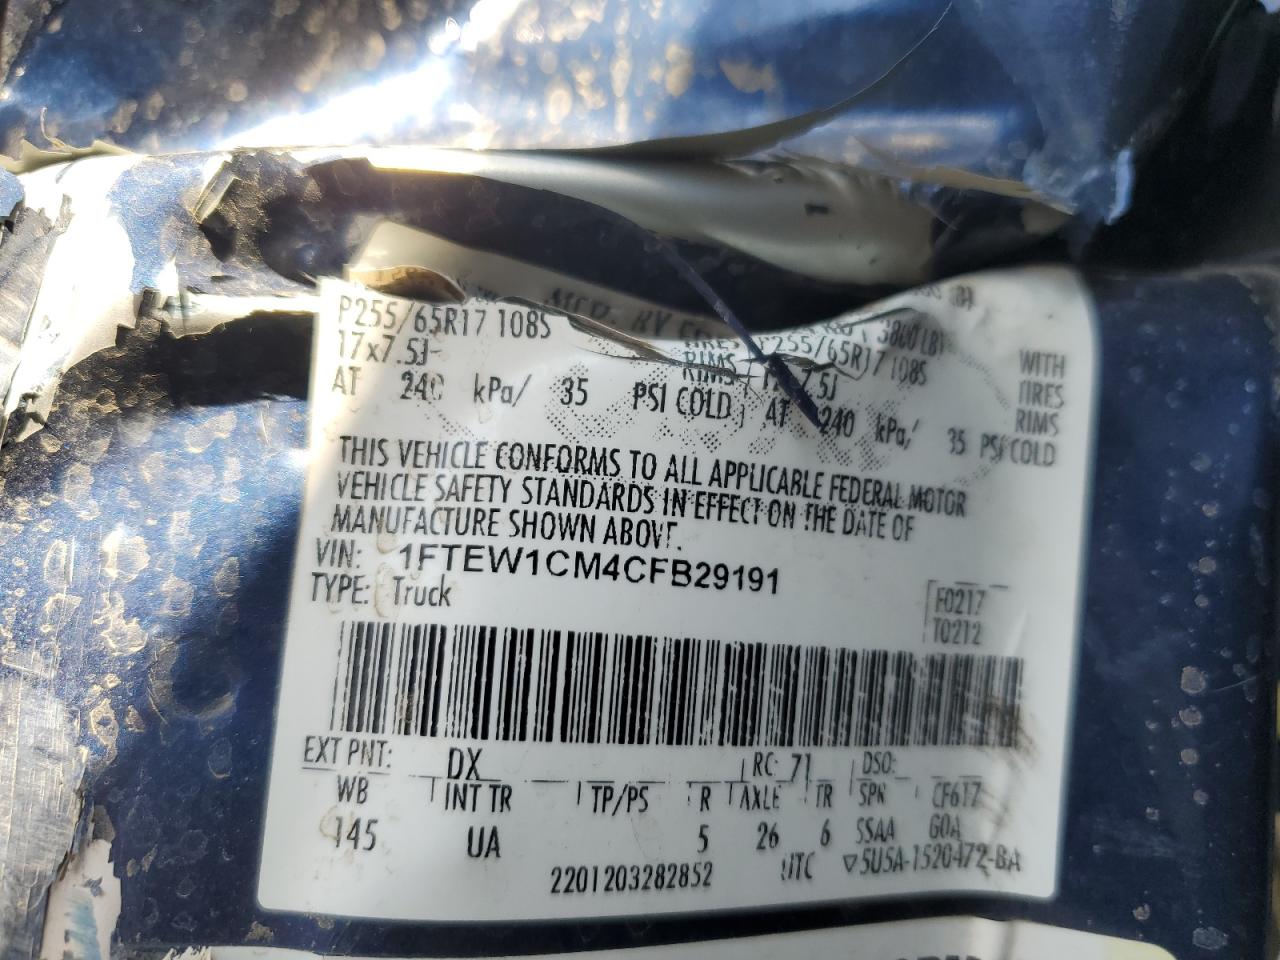 P255/65R17 108S
17x7.5J
AT 240 kPa/ 35 PSI COLD
RIMS P255/65R17 108S
AT 240 kPa/ 35 PSI COLD
WITH
TIRES
RIMS
THIS VEHICLE CONFORMS TO ALL APPLICABLE FEDERAL MOTOR
VEHICLE SAFETY STANDARDS IN EFFECT ON THE DATE OF
MANUFACTURE SHOWN ABOVE.
VIN: 1FTEW1CM4CFB29191
TYPE: Truck
F0217
T0212
EXT PNT: DX RC: 71 DSO:
WB INT TR TP/PS R AXLE TR SPR CF617
145 UA 5 26 6 SSAA GOA
2201203282852 UTC ▽5U5A-1520472-BA